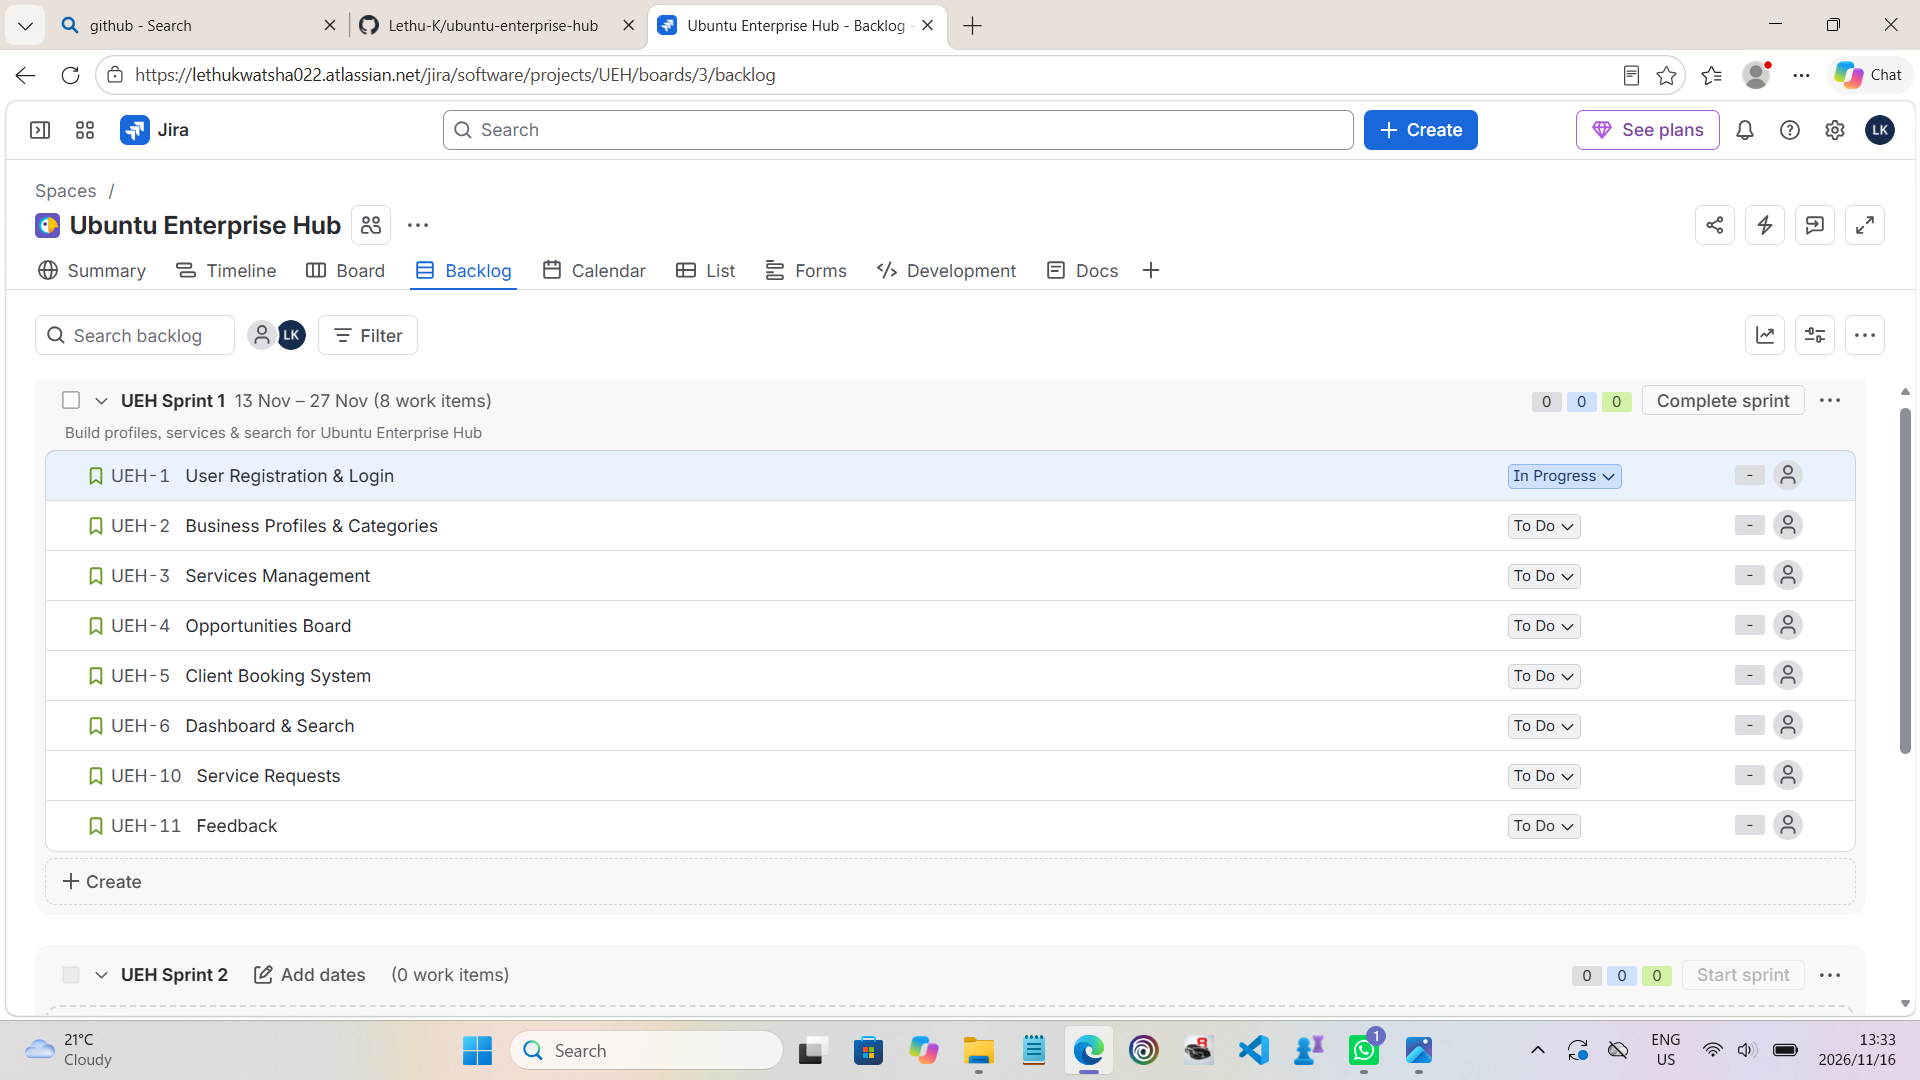 github - Search
Lethu-K/ubuntu-enterprise-hub
Ubuntu Enterprise Hub - Backlog -
https://lethukwatsha022.atlassian.net/jira/software/projects/UEH/boards/3/backlog
Chat
Jira
Search
Create
See plans
LK
Spaces /
Ubuntu Enterprise Hub
Summary
Timeline
Board
Backlog
Calendar
List
Forms
Development
Docs
Search backlog
LK
Filter
UEH Sprint 1 13 Nov – 27 Nov (8 work items)
0 0 0 Complete sprint
Build profiles, services & search for Ubuntu Enterprise Hub
UEH-1 User Registration & Login In Progress -
UEH-2 Business Profiles & Categories To Do -
UEH-3 Services Management To Do -
UEH-4 Opportunities Board To Do -
UEH-5 Client Booking System To Do -
UEH-6 Dashboard & Search To Do -
UEH-10 Service Requests To Do -
UEH-11 Feedback To Do -
Create
UEH Sprint 2 Add dates (0 work items) 0 0 0 Start sprint
21°C
Cloudy
Search
1
ENG
US
13:33
2026/11/16